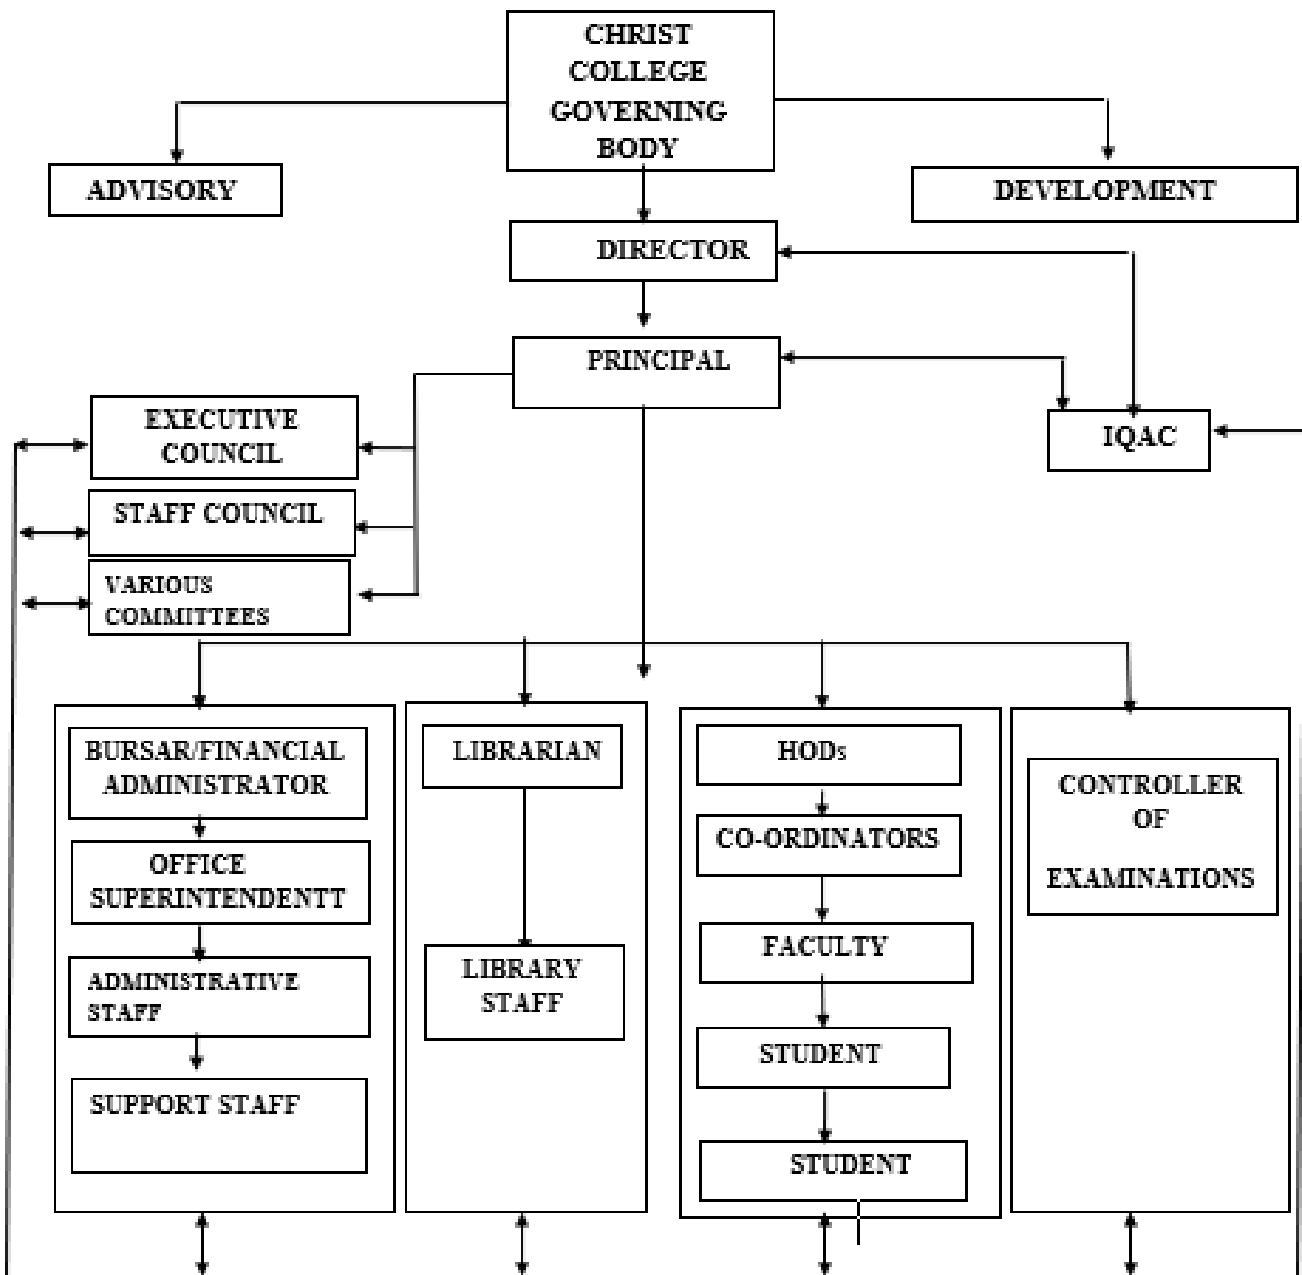 CHRIST
COLLEGE
GOVERNING
BODY
ADVISORY
DEVELOPMENT
DIRECTOR
PRINCIPAL
EXECUTIVE
COUNCIL
IQAC
STAFF COUNCIL
VARIOUS
COMMITTEES
BURSAR/FINANCIAL
ADMINISTRATOR
OFFICE
SUPERINTENDENTT
ADMINISTRATIVE
STAFF
SUPPORT STAFF
LIBRARIAN
LIBRARY
STAFF
HODs
CO-ORDINATORS
FACULTY
STUDENT
STUDENT
CONTROLLER
OF
EXAMINATIONS